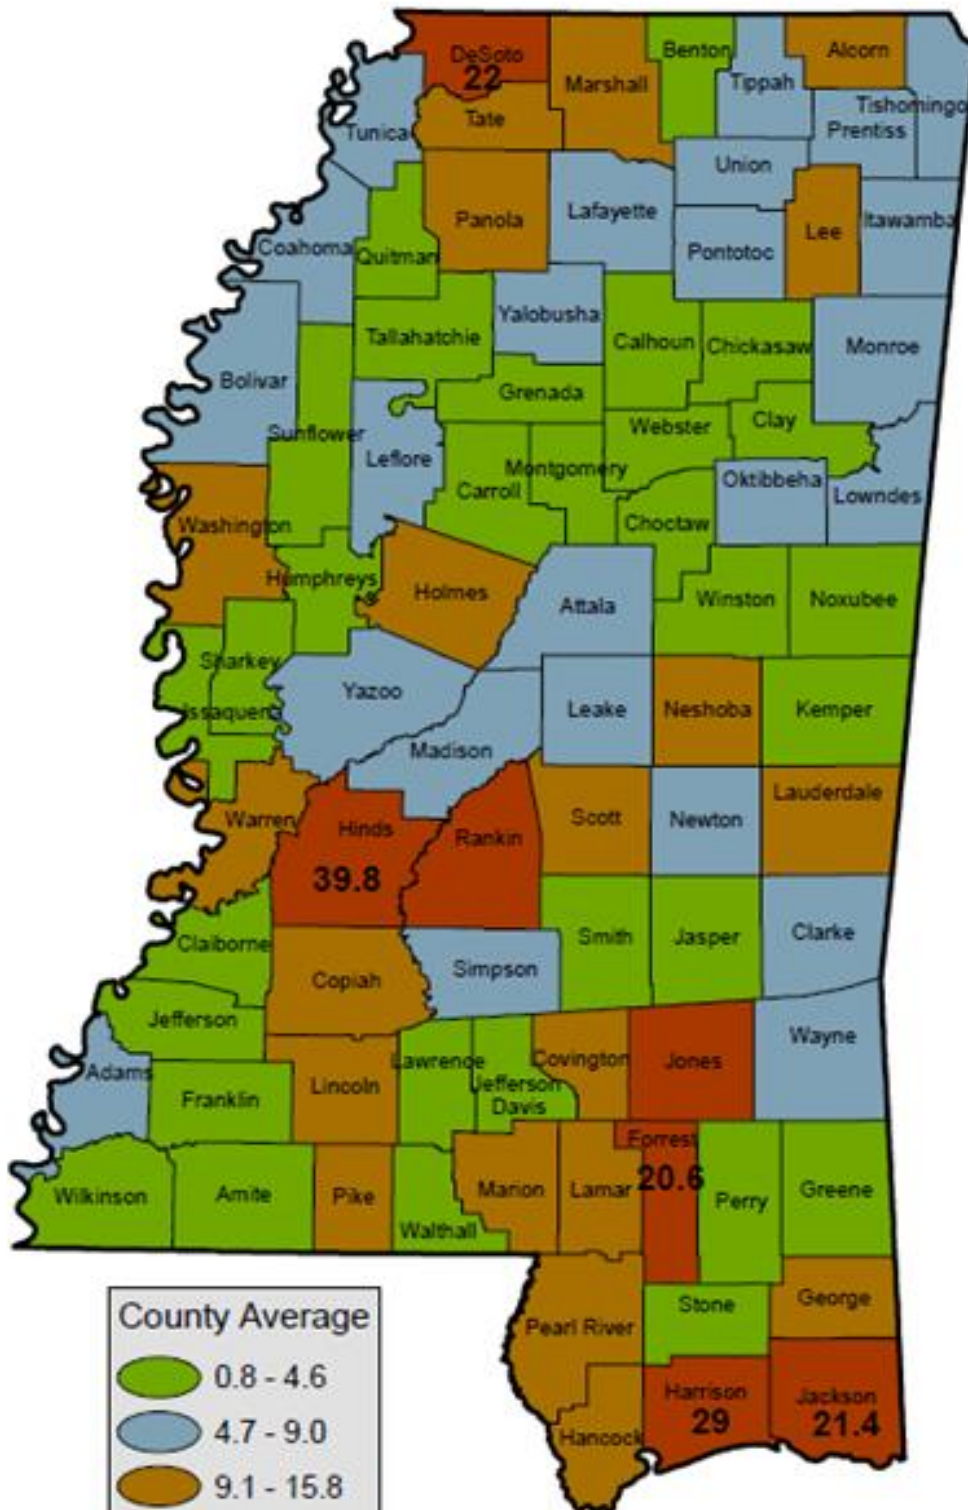 DeSoto
22
Marshall
Benton
Tippah
Alcorn
Tishomingo
Prentiss
Tunica
Tate
Union
Panola
Lafayette
Pontotoc
Lee
Itawamba
Coahoma
Quitman
Yalobusha
Tallahatchie
Calhoun
Chickasaw
Monroe
Bolivar
Grenada
Sunflower
Leflore
Webster
Clay
Carroll
Montgomery
Oktibbeha
Lowndes
Washington
Choctaw
Humphreys
Holmes
Attala
Winston
Noxubee
Sharkey
Issaquena
Yazoo
Madison
Leake
Neshoba
Kemper
Warren
Hinds
39.8
Rankin
Scott
Newton
Lauderdale
Claiborne
Copiah
Simpson
Smith
Jasper
Clarke
Jefferson
Adams
Franklin
Lincoln
Lawrence
Jefferson
Davis
Covington
Jones
Wayne
Wilkinson
Amite
Pike
Walthall
Marion
Lamar
Forrest
20.6
Perry
Greene
Pearl River
Stone
George
Hancock
Harrison
29
Jackson
21.4
County Average
0.8 - 4.6
4.7 - 9.0
9.1 - 15.8